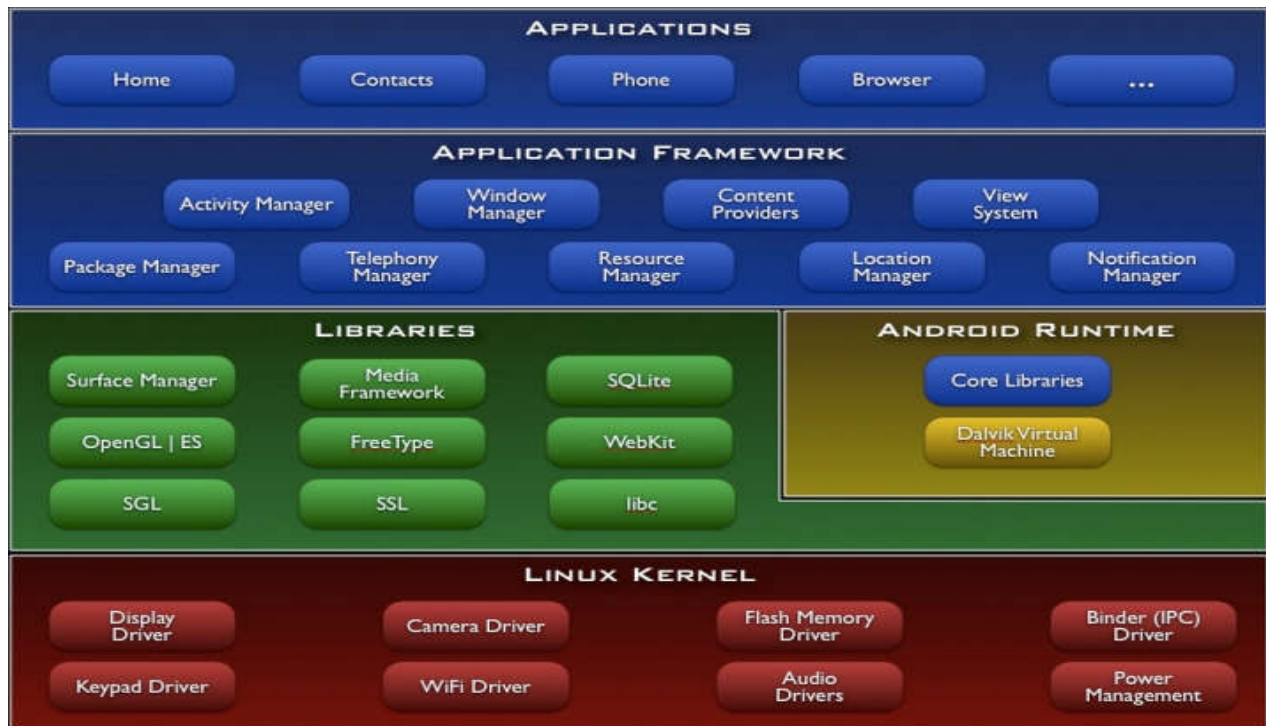 APPLICATIONS
Home
Contacts
Phone
Browser
...
APPLICATION FRAMEWORK
Activity Manager
Window
Manager
Content
Providers
View
System
Package Manager
Telephony
Manager
Resource
Manager
Location
Manager
Notification
Manager
LIBRARIES
Surface Manager
Media
Framework
SQLite
OpenGL | ES
FreeType
WebKit
SGL
SSL
libc
ANDROID RUNTIME
Core Libraries
Dalvik Virtual
Machine
LINUX KERNEL
Display
Driver
Camera Driver
Flash Memory
Driver
Binder (IPC)
Driver
Keypad Driver
WiFi Driver
Audio
Drivers
Power
Management